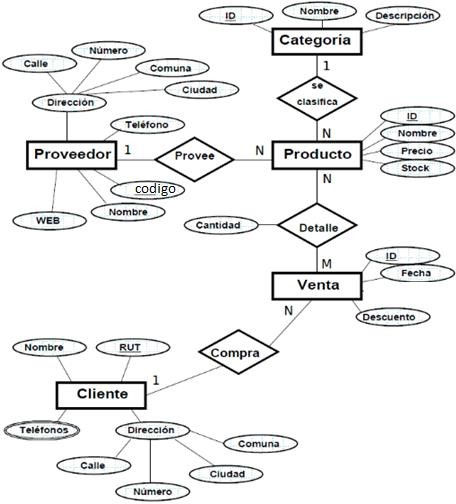 ID
Nombre
Descripción
Categoría
1
se
clasifica
N
Calle
Número
Comuna
Ciudad
Dirección
Teléfono
Proveedor
1
Provee
N
Producto
ID
Nombre
Precio
Stock
WEB
Nombre
codigo
N
Cantidad
Detalle
M
Venta
ID
Fecha
Descuento
N
Compra
1
Nombre
RUT
Cliente
Teléfonos
Dirección
Calle
Número
Ciudad
Comuna